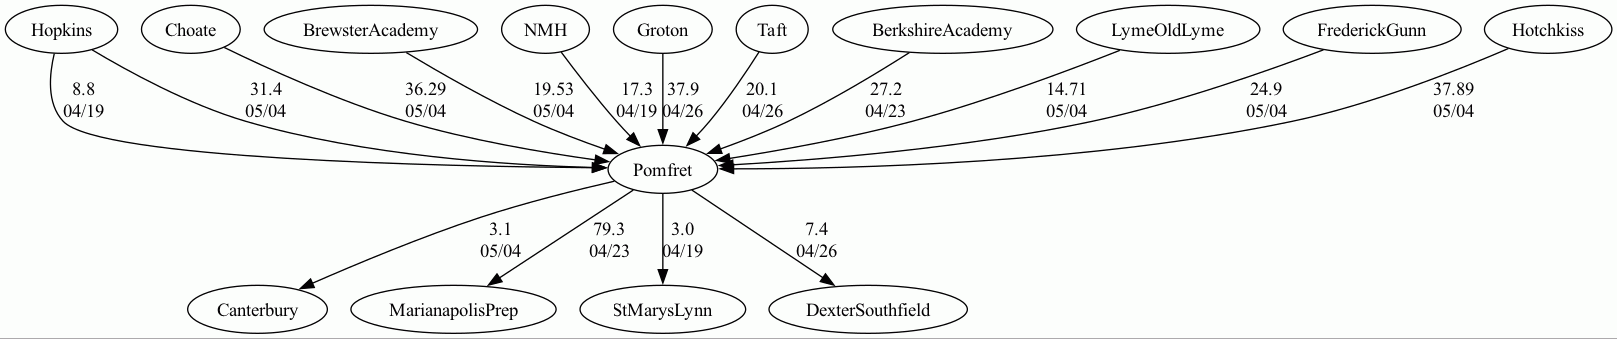 Hopkins
Choate
BrewsterAcademy
NMH
Groton
Taft
BerkshireAcademy
LymeOldLyme
FrederickGunn
Hotchkiss
8.8
04/19
31.4
05/04
36.29
05/04
19.53
05/04
17.3
04/19
37.9
04/26
20.1
04/26
27.2
04/23
14.71
05/04
24.9
05/04
37.89
05/04
Pomfret
3.1
05/04
79.3
04/23
3.0
04/19
7.4
04/26
Canterbury
MarianapolisPrep
StMarysLynn
DexterSouthfield